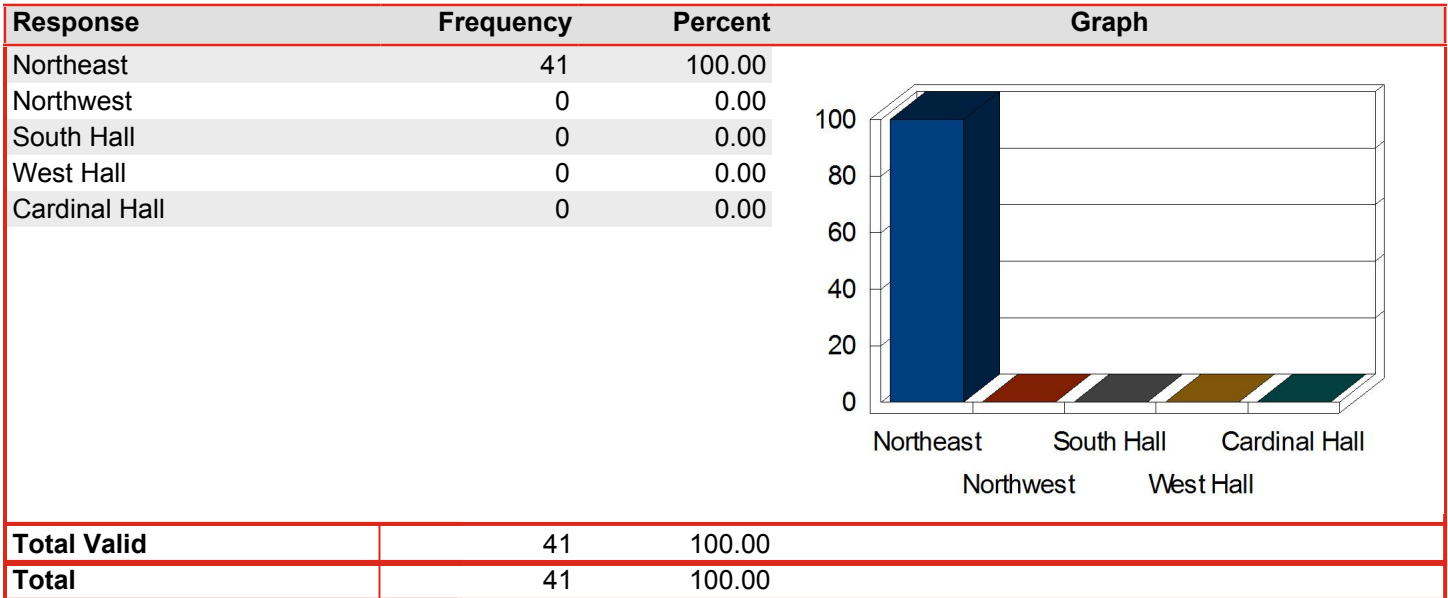 Response Frequency Percent Graph
Northeast 41 100.00
Northwest 0 0.00
South Hall 0 0.00
West Hall 0 0.00
Cardinal Hall 0 0.00
100
80
60
40
20
0
Northeast South Hall Cardinal Hall
Northwest West Hall
Total Valid 41 100.00
Total 41 100.00